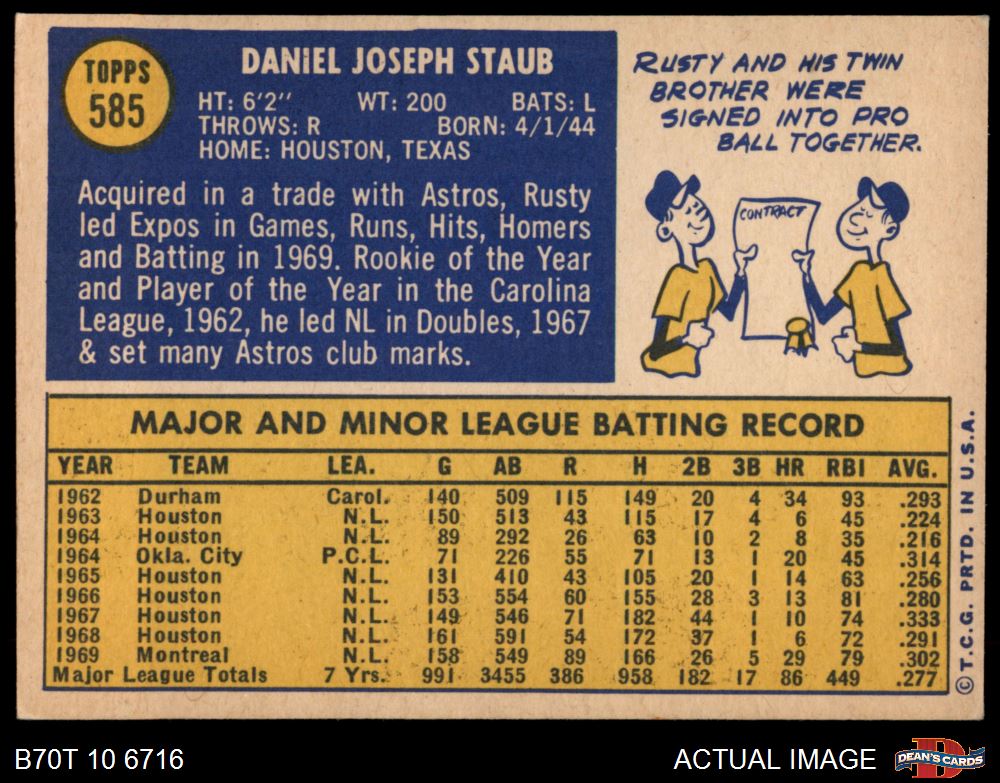 TOPPS
585
DANIEL JOSEPH STAUB
HT: 6'2" WT: 200 BATS: L
THROWS: R BORN: 4/1/44
HOME: HOUSTON, TEXAS
Acquired in a trade with Astros, Rusty
led Expos in Games, Runs, Hits, Homers
and Batting in 1969. Rookie of the Year
and Player of the Year in the Carolina
League, 1962, he led NL in Doubles, 1967
& set many Astros club marks.
RUSTY AND HIS TWIN
BROTHER WERE
SIGNED INTO PRO
BALL TOGETHER.
CONTRACT
MAJOR AND MINOR LEAGUE BATTING RECORD
YEAR TEAM LEA. G AB R H 2B 3B HR RBI AVG.
1962 Durham Carol. 140 509 115 149 20 4 34 93 .293
1963 Houston N.L. 150 513 43 115 17 4 6 45 .224
1964 Houston N.L. 89 292 26 63 10 2 8 35 .216
1964 Okla. City P.C.L. 71 226 55 71 13 1 20 45 .314
1965 Houston N.L. 131 410 43 105 20 1 14 63 .256
1966 Houston N.L. 153 554 60 155 28 3 13 81 .280
1967 Houston N.L. 149 546 71 182 44 1 10 74 .333
1968 Houston N.L. 161 591 54 172 37 1 6 72 .291
1969 Montreal N.L. 158 549 89 166 26 5 29 79 .302
Major League Totals 7 Yrs. 991 3455 386 958 182 17 86 449 .277
©T.C.G. PRTD. IN U.S.A.
B70T 10 6716
ACTUAL IMAGE
D
DEAN'S CARDS